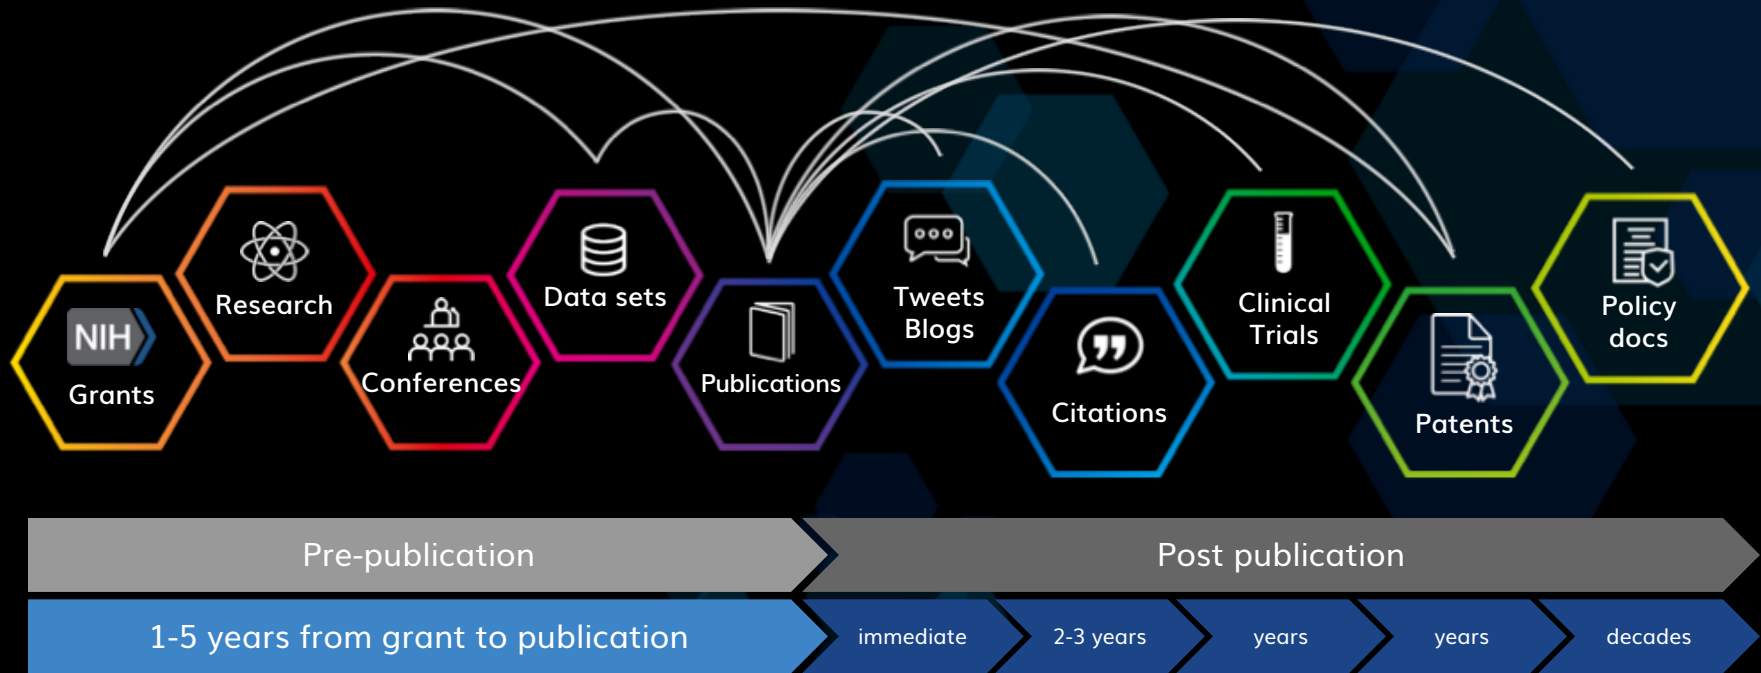 NIH
Grants
Research
Conferences
Data sets
Publications
Tweets
Blogs
Citations
Clinical
Trials
Patents
Policy
docs
Pre-publication
Post publication
1-5 years from grant to publication
immediate
2-3 years
years
years
decades